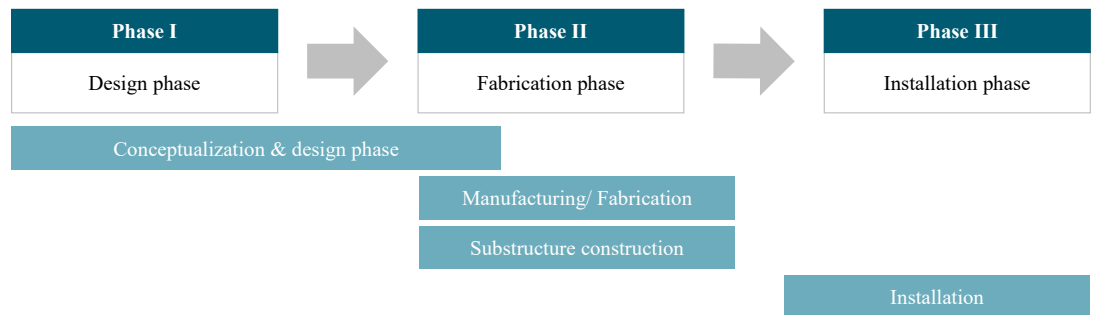 Phase I
Phase II
Phase III
Design phase
Fabrication phase
Installation phase
Conceptualization & design phase
Manufacturing/ Fabrication
Substructure construction
Installation